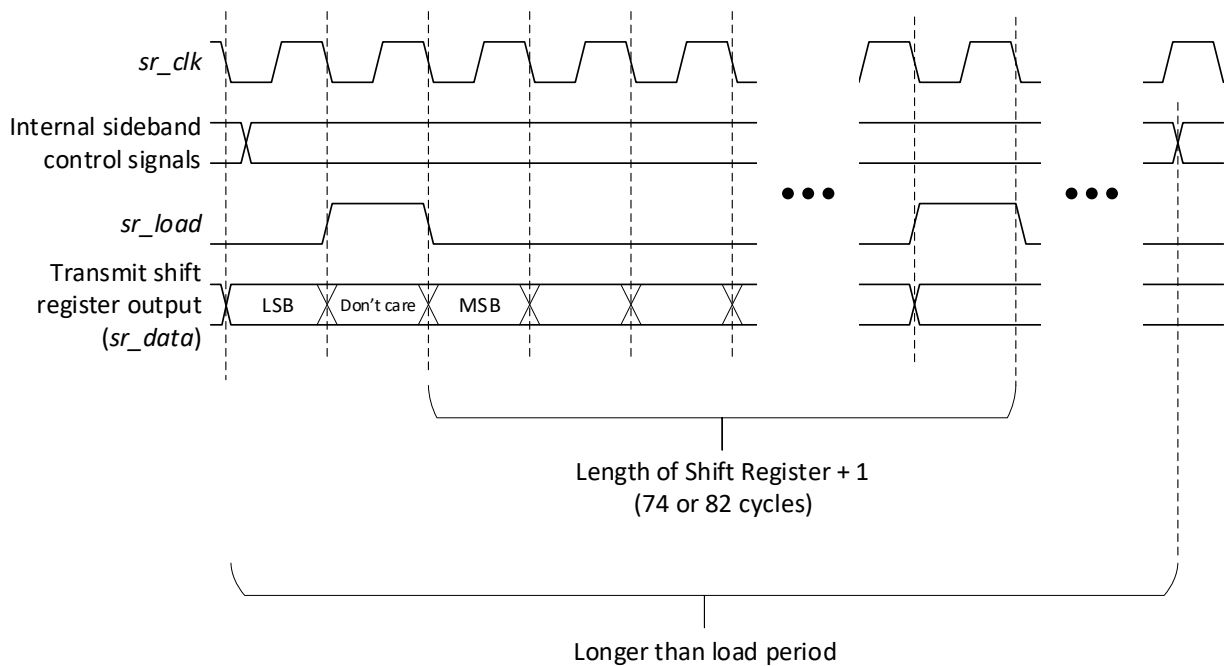 sr_clk
Internal sideband
control signals
sr_load
Transmit shift
register output
(sr_data)
LSB
Don't care
MSB
Length of Shift Register + 1
(74 or 82 cycles)
Longer than load period